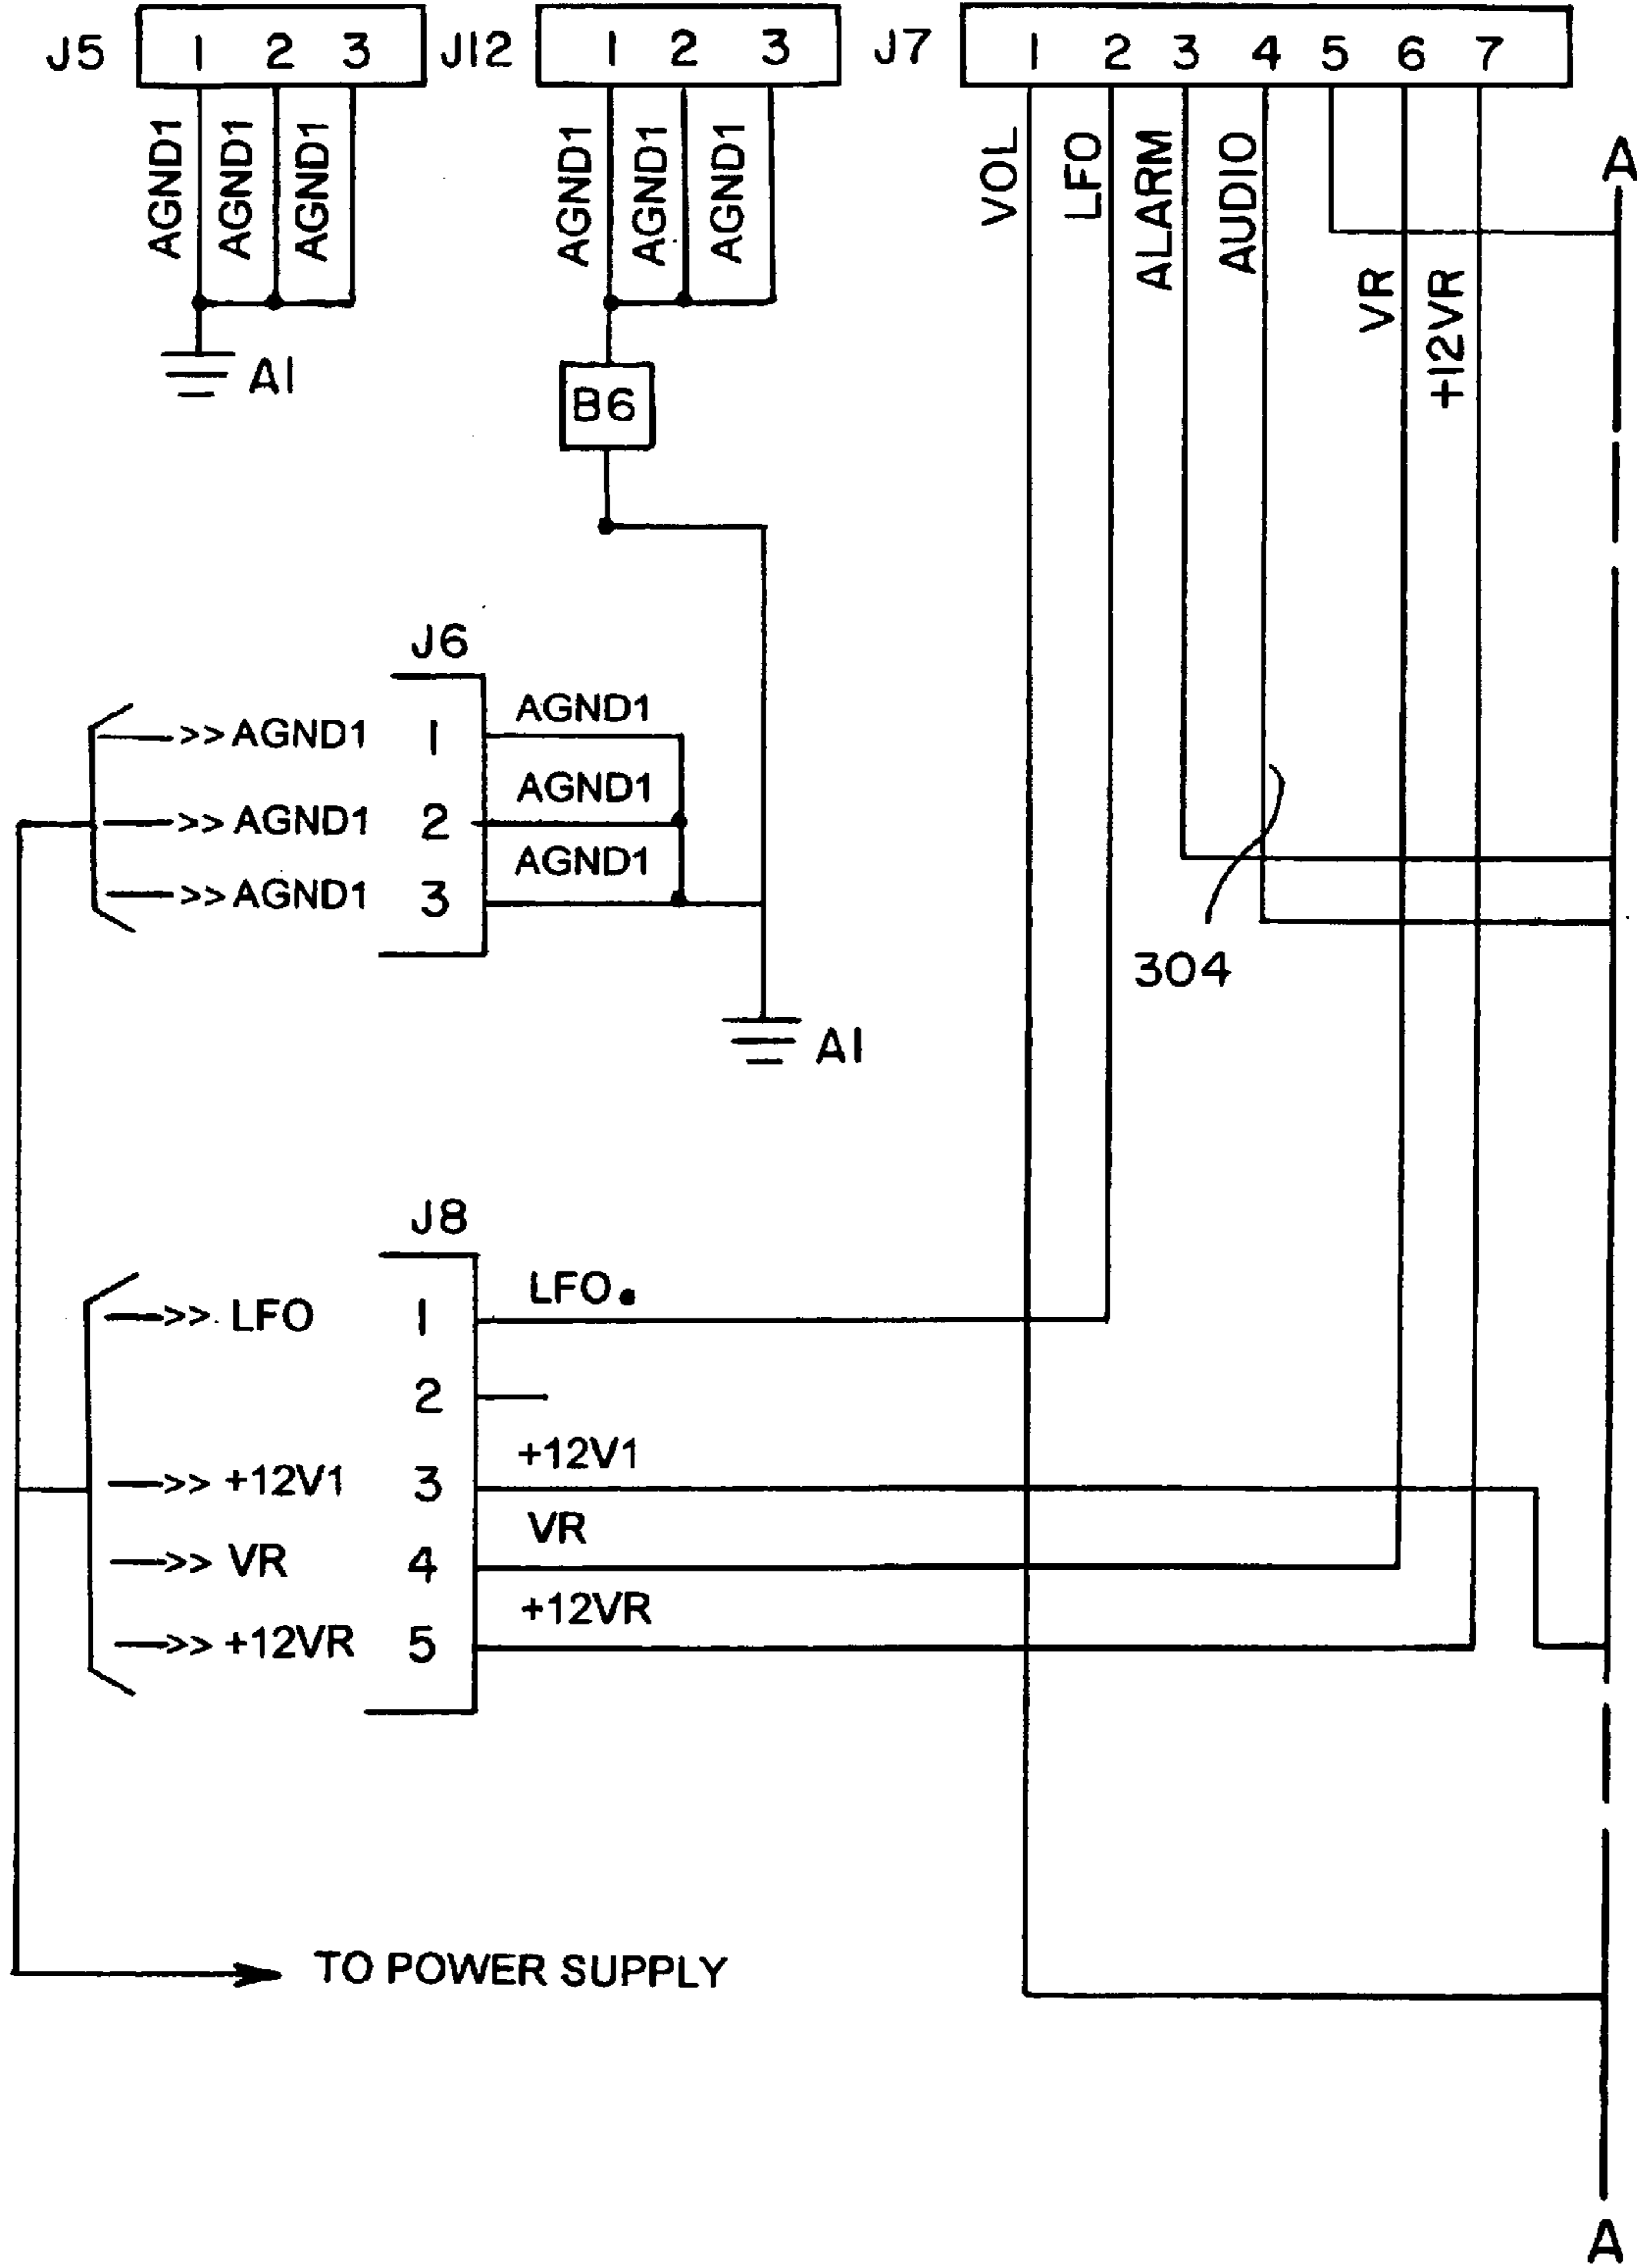 J5 1 2 3 J12 1 2 3 J7 1 2 3 4 5 6 7
AGND1
AGND1
AGND1
AGND1
AGND1
AGND1
VOL
LFO
ALARM
AUDIO
VR
+12VR
A
A1
B6
J6
AGND1
>> AGND1 1
AGND1
>> AGND1 2
AGND1
>> AGND1 3
304
A1
J8
LFO
>> LFO 1
2
+12V1
>> +12V1 3
VR
>> VR 4
+12VR
>> +12VR 5
TO POWER SUPPLY
A